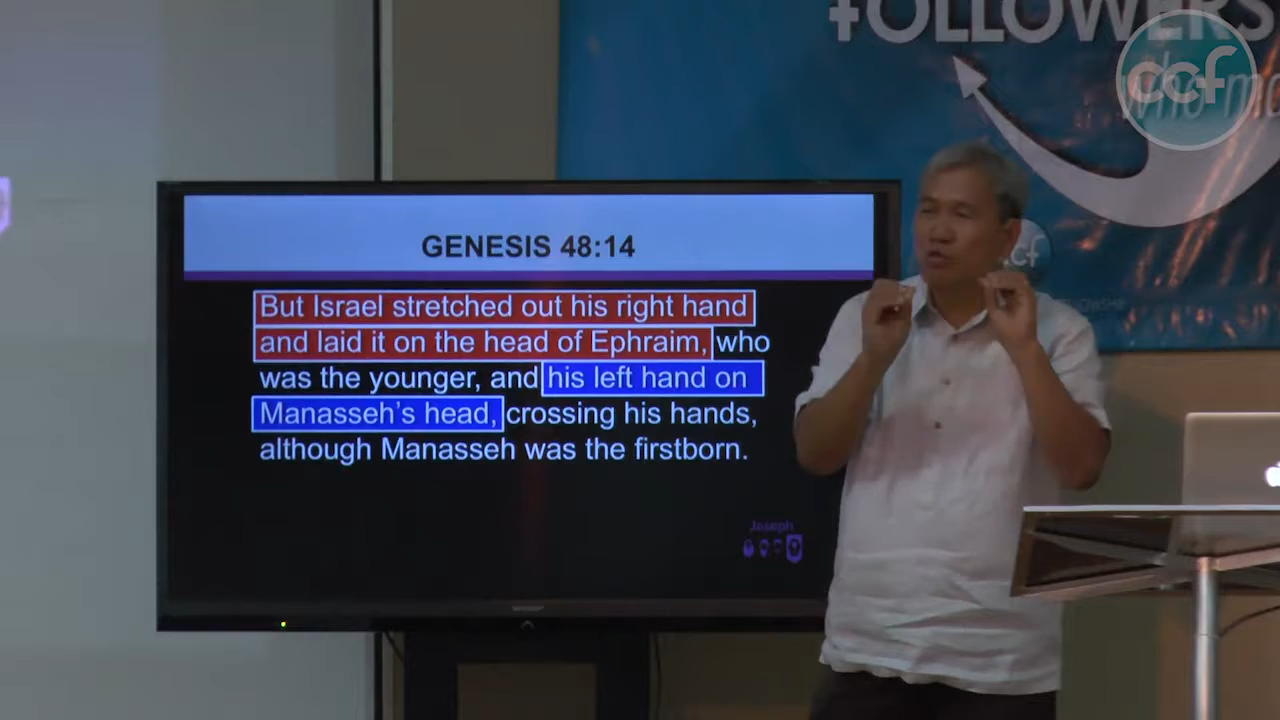 FOLLOWERS
ccf
who
GENESIS 48:14
But Israel stretched out his right hand
and laid it on the head of Ephraim, who
was the younger, and his left hand on
Manasseh's head, crossing his hands,
although Manasseh was the firstborn.
Joseph